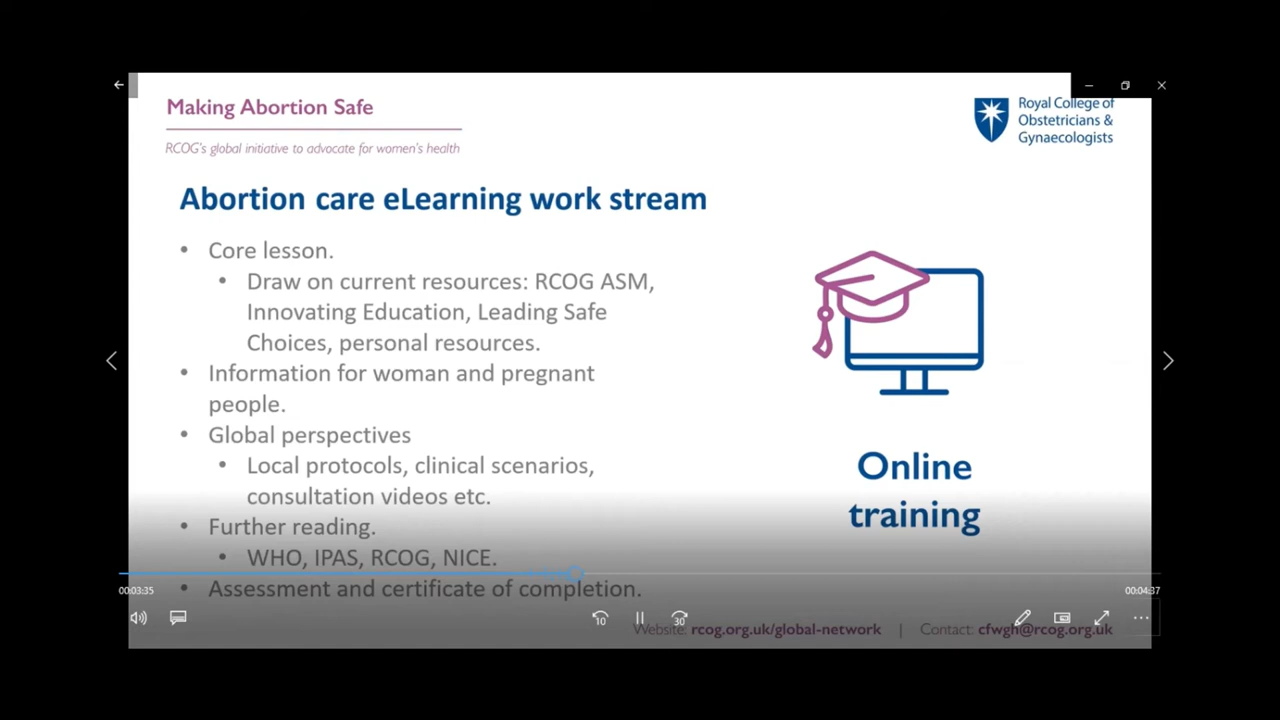 Making Abortion Safe
RCOG's global initiative to advocate for women's health
Royal College of
Obstetricians &
Gynaecologists
Abortion care eLearning work stream
• Core lesson.
• Draw on current resources: RCOG ASM,
Innovating Education, Leading Safe
Choices, personal resources.
• Information for woman and pregnant
people.
• Global perspectives
• Local protocols, clinical scenarios,
consultation videos etc.
• Further reading.
• WHO, IPAS, RCOG, NICE.
• Assessment and certificate of completion.
Online
training
00:03:35
00:04:37
10
30
Website: rcog.org.uk/global-network | Contact: cfwgh@rcog.org.uk